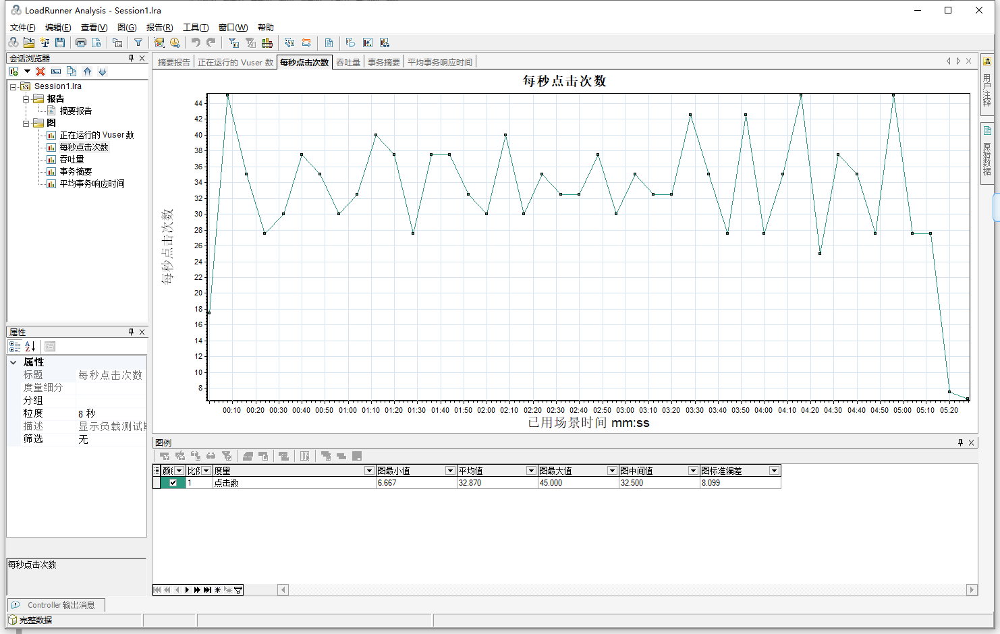 LoadRunner Analysis - Session1.lra
文件(F) 编辑(E) 查看(V) 图(G) 报告(R) 工具(T) 窗口(W) 帮助
会话浏览器
Session1.lra
报告
摘要报告
图
正在运行的 Vuser 数
每秒点击次数
吞吐量
事务摘要
平均事务响应时间
属性
属性
标题 每秒点击次数
度量细分
分组
粒度 8 秒
描述 显示负载测试
筛选 无
每秒点击次数
摘要报告 正在运行的 Vuser 数 每秒点击次数 吞吐量 事务摘要 平均事务响应时间
每秒点击次数
44
42
40
38
36
34
32
30
28
26
24
22
20
18
16
14
12
10
8
每秒点击次数
00:10 00:20 00:30 00:40 00:50 01:00 01:10 01:20 01:30 01:40 01:50 02:00 02:10 02:20 02:30 02:40 02:50 03:00 03:10 03:20 03:30 03:40 03:50 04:00 04:10 04:20 04:30 04:40 04:50 05:00 05:10 05:20
已用场景时间 mm:ss
图例
度量 图最小值 平均值 图最大值 图中间值 图标准偏差
1 点击数 6.667 32.870 45.000 32.500 8.099
用户注释
原始数据
Controller 输出消息
完整数据